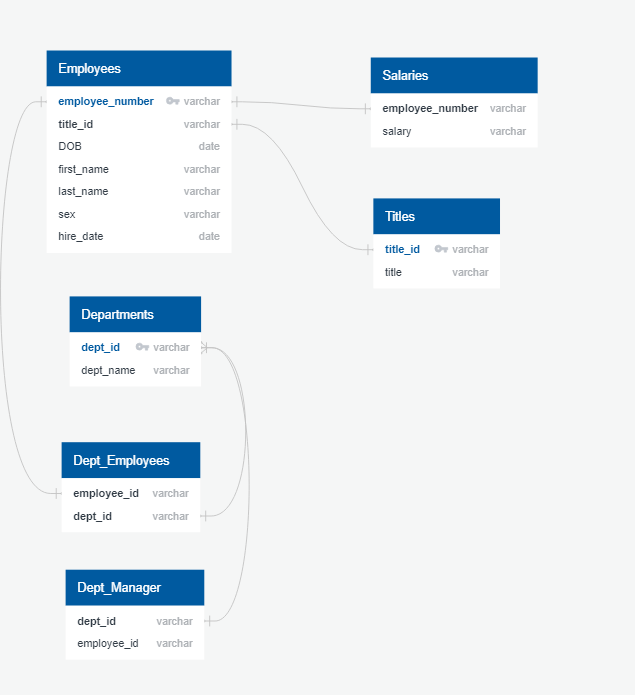 Employees
employee_number varchar
title_id varchar
DOB date
first_name varchar
last_name varchar
sex varchar
hire_date date
Salaries
employee_number varchar
salary varchar
Titles
title_id varchar
title varchar
Departments
dept_id varchar
dept_name varchar
Dept_Employees
employee_id varchar
dept_id varchar
Dept_Manager
dept_id varchar
employee_id varchar